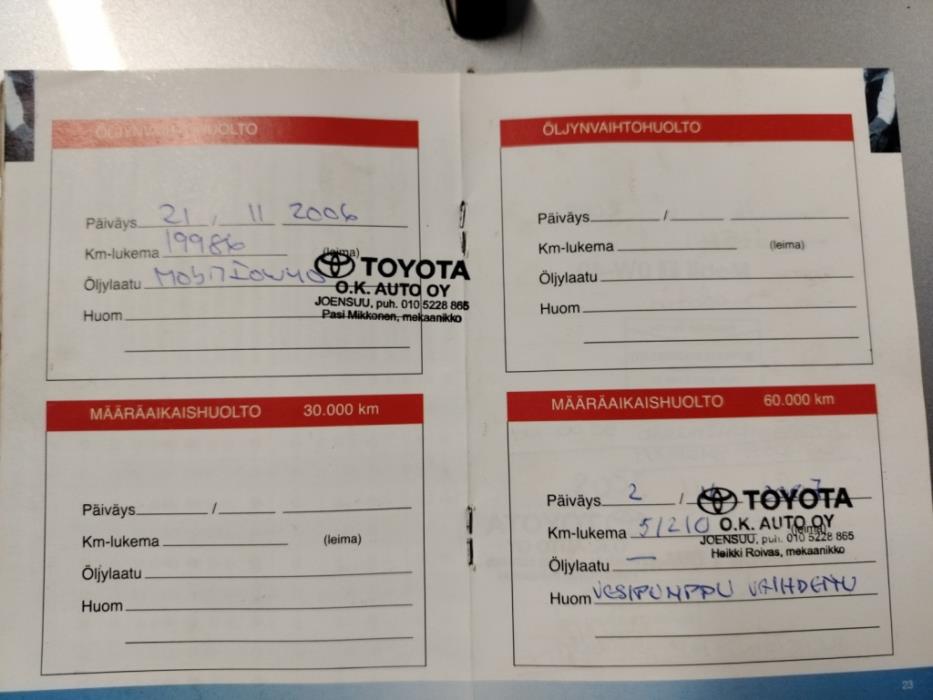 ÖLJYNVAIHTOHUOLTO
Päiväys 21 / 11 2006
Km-lukema 19986 (leima)
Öljylaatu Mobil 10W40
Huom
TOYOTA
O.K. AUTO OY
JOENSUU, puh. 010 5228 865
Pasi Mikkonen, mekaanikko
MÄÄRÄAIKAISHUOLTO 30.000 km
Päiväys /
Km-lukema (leima)
Öljylaatu
Huom
ÖLJYNVAIHTOHUOLTO
Päiväys /
Km-lukema (leima)
Öljylaatu
Huom
MÄÄRÄAIKAISHUOLTO 60.000 km
Päiväys 2 /
Km-lukema 51210 (leima)
Öljylaatu —
Huom VESIPUMPPU VAIHDETTU
TOYOTA
O.K. AUTO OY
JOENSUU, puh. 010 5228 865
Heikki Roivas, mekaanikko
23